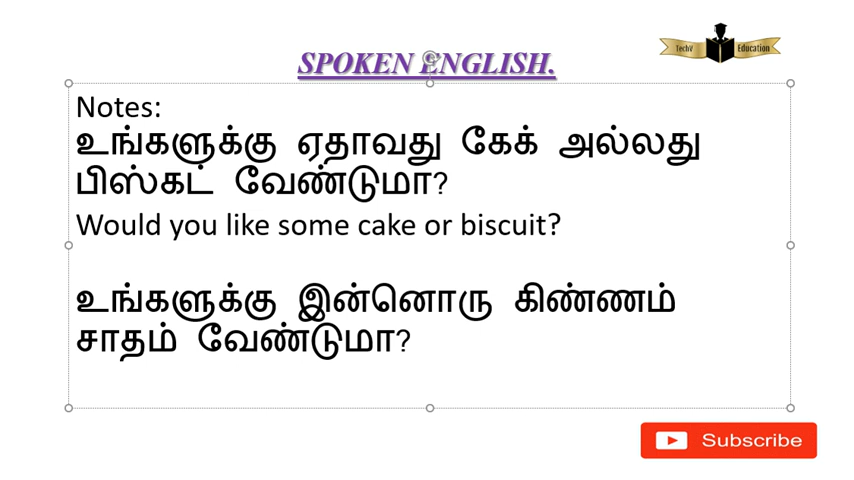 SPOKEN ENGLISH.
TechV Education
Notes:
உங்களுக்கு ஏதாவது கேக் அல்லது
பிஸ்கட் வேண்டுமா?
Would you like some cake or biscuit?
உங்களுக்கு இன்னொரு கிண்ணம்
சாதம் வேண்டுமா?
Subscribe